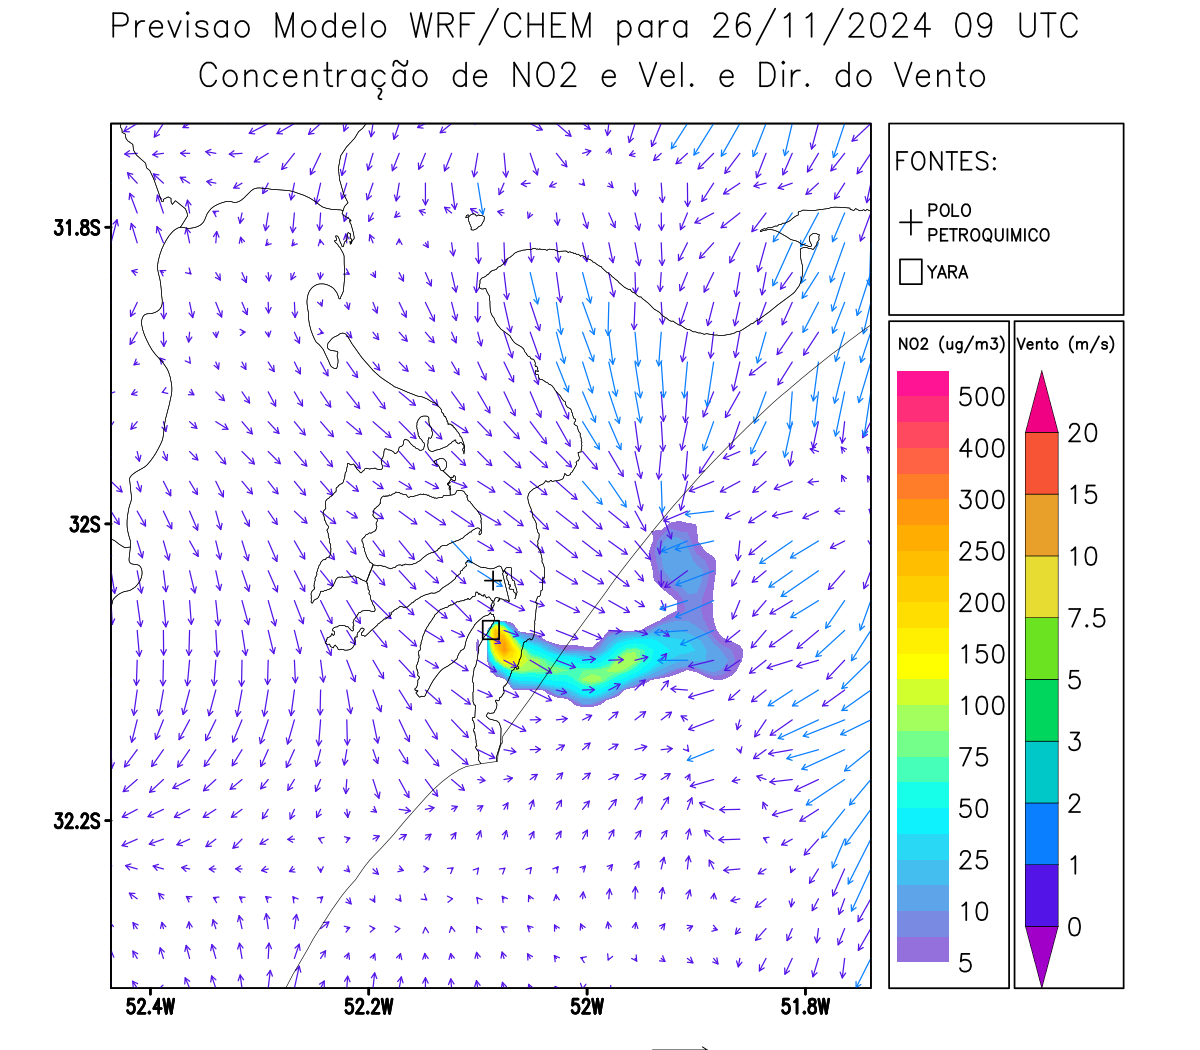 Previsao Modelo WRF/CHEM para 26/11/2024 09 UTC
Concentração de NO2 e Vel. e Dir. do Vento
FONTES:
POLO
PETROQUIMICO
YARA
NO2 (ug/m3)
500
400
300
250
200
150
100
75
50
25
10
5
Vento (m/s)
20
15
10
7.5
5
3
2
1
0
31.8S
32S
32.2S
52.4W
52.2W
52W
51.8W